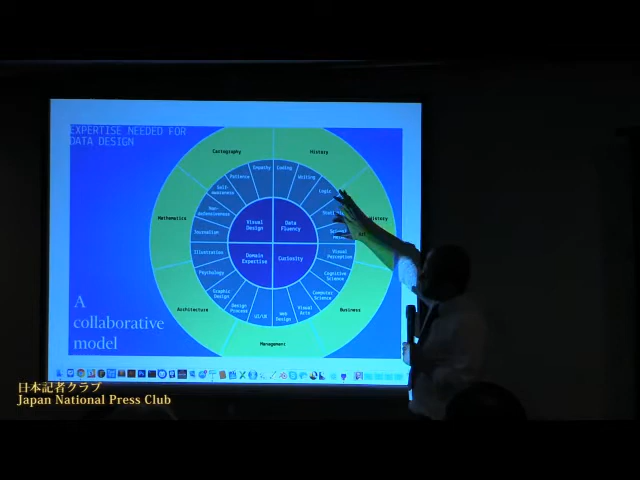 EXPERTISE NEEDED FOR
DATA DESIGN
Cartography
History
Empathy
Coding
Patience
Writing
Self-
awareness
Logic
Non-
defensiveness
Mathematics
History
Journalism
Visual
Design
Data
Fluency
Illustration
Domain
Expertise
Curiosity
Visual
Perception
Psychology
Cognitive
Science
Graphic
Design
Computer
Science
Design
Process
UI/UX
Web
Design
Visual
Arts
Architecture
Business
Management
A
collaborative
model
日本記者クラブ
Japan National Press Club